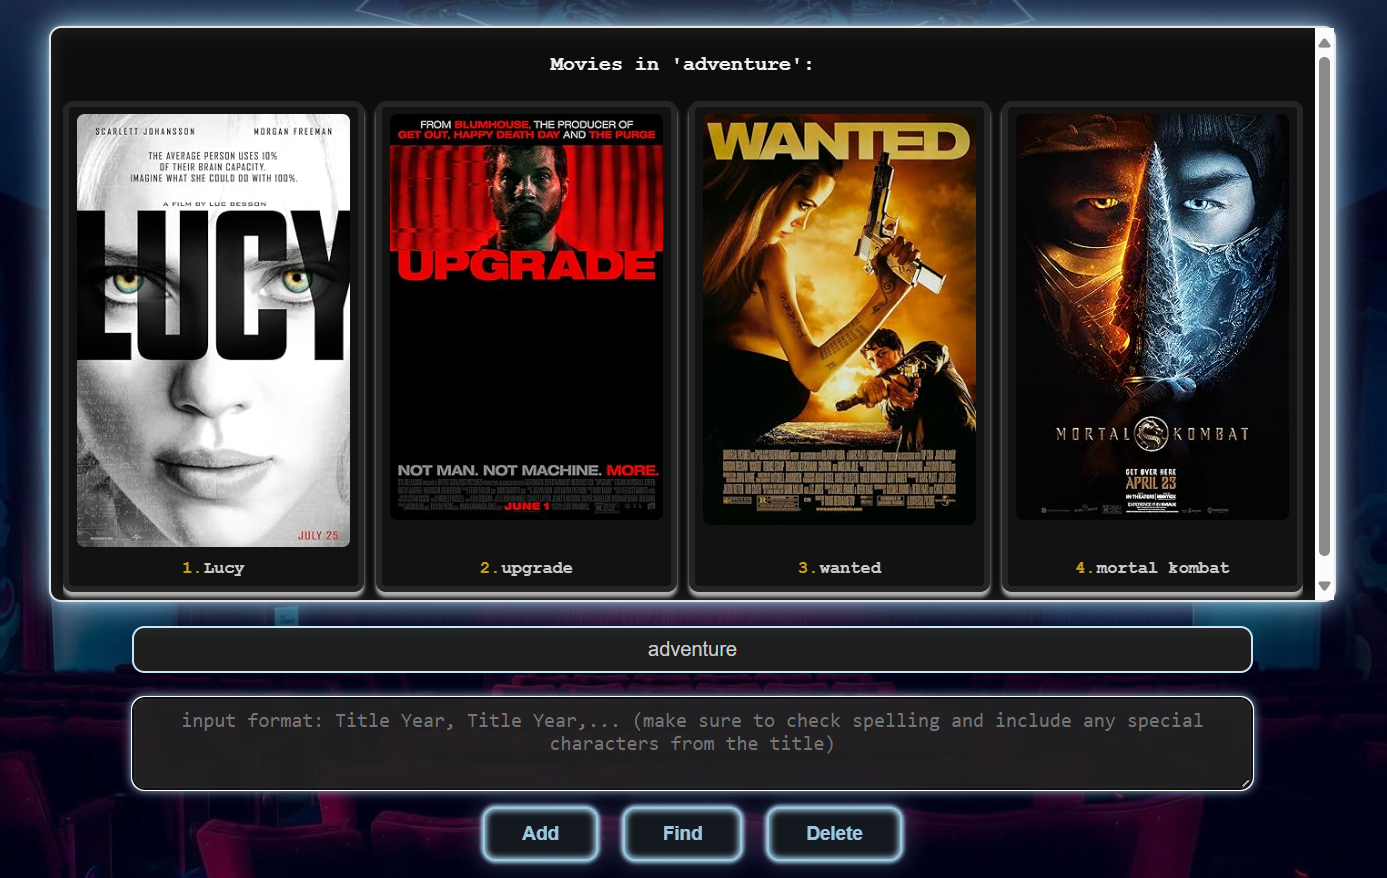 Movies in 'adventure':
SCARLETT JOHANSSON MORGAN FREEMAN
THE AVERAGE PERSON USES 10%
OF THEIR BRAIN CAPACITY.
IMAGINE WHAT SHE COULD DO WITH 100%.
A FILM BY LUC BESSON
LUCY
JULY 25
1.Lucy
FROM BLUMHOUSE, THE PRODUCER OF
GET OUT, HAPPY DEATH DAY AND THE PURGE
UPGRADE
NOT MAN. NOT MACHINE. MORE.
JUNE 1
2.upgrade
WANTED
www.wantedmovie.com
3.wanted
MORTAL KOMBAT
GET OVER HERE
APRIL 23
4.mortal kombat
adventure
input format: Title Year, Title Year,... (make sure to check spelling and include any special
characters from the title)
Add
Find
Delete